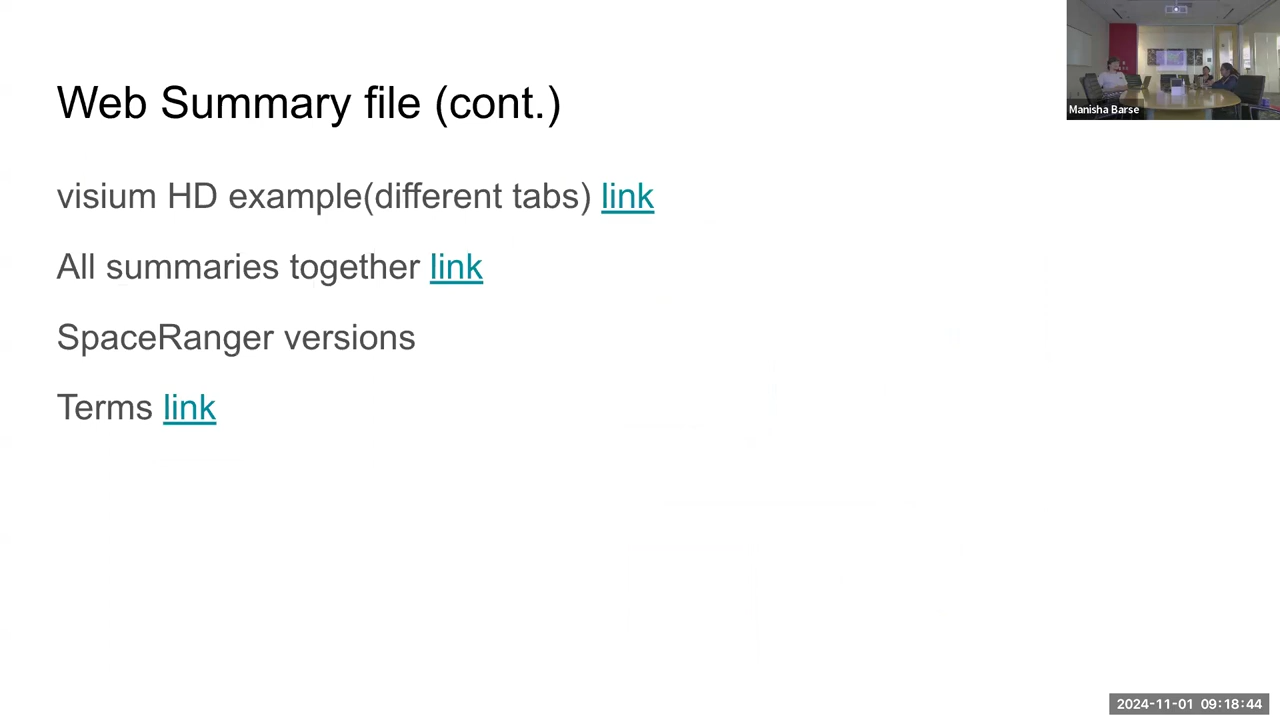 Web Summary file (cont.)
Manisha Barse
visium HD example(different tabs) link
All summaries together link
SpaceRanger versions
Terms link
2024-11-01 09:18:44